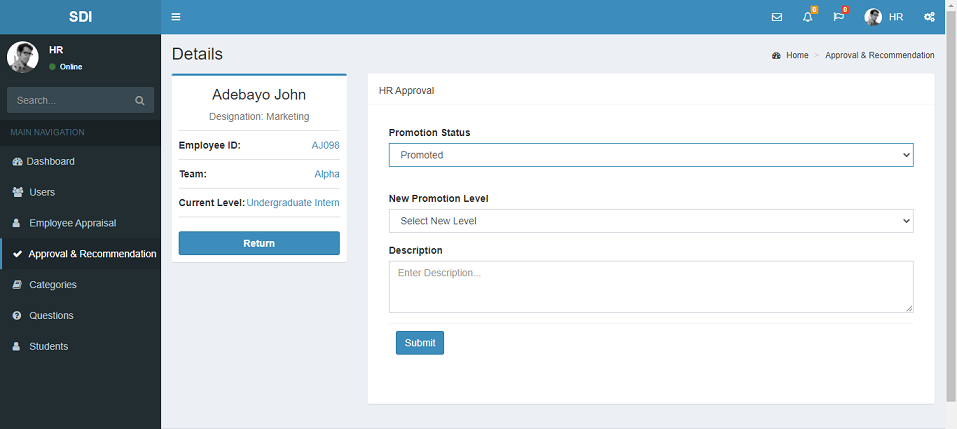 SDI
0
0
HR
HR
Online
Search...
MAIN NAVIGATION
Dashboard
Users
Employee Appraisal
Approval & Recommendation
Categories
Questions
Students
Details
Home > Approval & Recommendation
Adebayo John
Designation: Marketing
Employee ID: AJ098
Team: Alpha
Current Level: Undergraduate Intern
Return
HR Approval
Promotion Status
Promoted
New Promotion Level
Select New Level
Description
Enter Description...
Submit